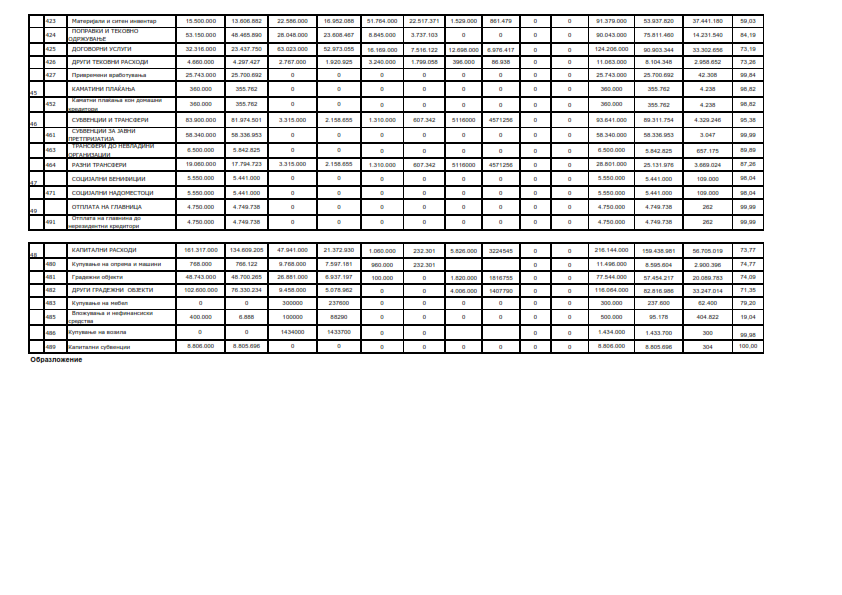 423 Материјали и ситен инвентар 15.500.000 13.606.882 22.586.000 16.952.088 51.764.000 22.517.371 1.529.000 861.479 0 0 91.379.000 53.937.820 37.441.180 59,03
424 ПОПРАВКИ И ТЕКОВНО ОДРЖУВАЊЕ 53.150.000 48.465.890 28.048.000 23.608.467 8.845.000 3.737.103 0 0 0 0 90.043.000 75.811.460 14.231.540 84,19
425 ДОГОВОРНИ УСЛУГИ 32.316.000 23.437.750 63.023.000 52.973.055 16.169.000 7.516.122 12.698.000 6.976.417 0 0 124.206.000 90.903.344 33.302.656 73,19
426 ДРУГИ ТЕКОВНИ РАСХОДИ 4.660.000 4.297.427 2.767.000 1.920.925 3.240.000 1.799.058 396.000 86.938 0 0 11.063.000 8.104.348 2.958.652 73,26
427 Привремени вработувања 25.743.000 25.700.692 0 0 0 0 0 0 0 0 25.743.000 25.700.692 42.308 99,84
45 КАМАТИНИ ПЛАЌАЊА 360.000 355.762 0 0 0 0 0 0 0 0 360.000 355.762 4.238 98,82
452 Каматни плаќања кон домашни кредитори 360.000 355.762 0 0 0 0 0 0 0 0 360.000 355.762 4.238 98,82
46 СУБВЕНЦИИ И ТРАНСФЕРИ 83.900.000 81.974.501 3.315.000 2.158.655 1.310.000 607.342 5116000 4571256 0 0 93.641.000 89.311.754 4.329.246 95,38
461 СУБВЕНЦИИ ЗА ЈАВНИ ПРЕТПРИЈАТИЈА 58.340.000 58.336.953 0 0 0 0 0 0 0 0 58.340.000 58.336.953 3.047 99,99
463 ТРАНСФЕРИ ДО НЕВЛАДИНИ ОРГАНИЗАЦИИ 6.500.000 5.842.825 0 0 0 0 0 0 0 0 6.500.000 5.842.825 657.175 89,89
464 РАЗНИ ТРАНСФЕРИ 19.060.000 17.794.723 3.315.000 2.158.655 1.310.000 607.342 5116000 4571256 0 0 28.801.000 25.131.976 3.669.024 87,26
47 СОЦИЈАЛНИ БЕНИФИЦИИ 5.550.000 5.441.000 0 0 0 0 0 0 0 0 5.550.000 5.441.000 109.000 98,04
471 СОЦИЈАЛНИ НАДОМЕСТОЦИ 5.550.000 5.441.000 0 0 0 0 0 0 0 0 5.550.000 5.441.000 109.000 98,04
49 ОТПЛАТА НА ГЛАВНИЦА 4.750.000 4.749.738 0 0 0 0 0 0 0 0 4.750.000 4.749.738 262 99,99
491 Отплата на главнина до нерезидентни кредитори 4.750.000 4.749.738 0 0 0 0 0 0 0 0 4.750.000 4.749.738 262 99,99
48 КАПИТАЛНИ РАСХОДИ 161.317.000 134.609.205 47.941.000 21.372.930 1.060.000 232.301 5.826.000 3224545 0 0 216.144.000 159.438.981 56.705.019 73,77
480 Купување на опрема и машини 768.000 766.122 9.768.000 7.597.181 960.000 232.301 0 0 11.496.000 8.595.604 2.900.396 74,77
481 Градежни објекти 48.743.000 48.700.265 26.881.000 6.937.197 100.000 0 1.820.000 1816755 0 0 77.544.000 57.454.217 20.089.783 74,09
482 ДРУГИ ГРАДЕЖНИ ОБЈЕКТИ 102.600.000 76.330.234 9.458.000 5.078.962 0 0 4.006.000 1407790 0 0 116.064.000 82.816.986 33.247.014 71,35
483 Купување на мебел 0 0 300000 237600 0 0 0 0 300.000 237.600 62.400 79,20
485 Вложувања и нефинансиски средства 400.000 6.888 100000 88290 0 0 0 0 500.000 95.178 404.822 19,04
486 Купување на возила 0 0 1434000 1433700 0 0 0 0 1.434.000 1.433.700 300 99,98
489 Капитални субвенции 8.806.000 8.805.696 0 0 0 0 0 0 8.806.000 8.805.696 304 100,00
Образложение